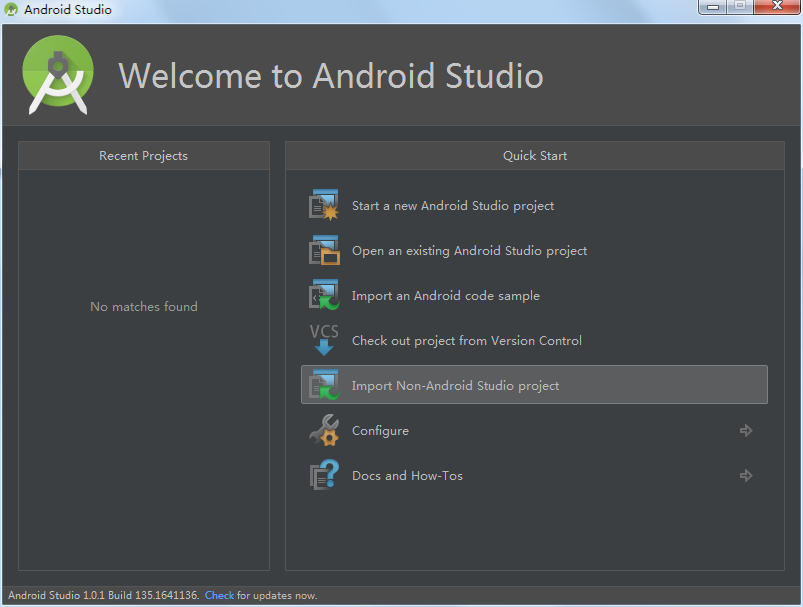 Android Studio
Welcome to Android Studio
Recent Projects
No matches found
Quick Start
Start a new Android Studio project
Open an existing Android Studio project
Import an Android code sample
VCS
Check out project from Version Control
Import Non-Android Studio project
Configure
Docs and How-Tos
Android Studio 1.0.1 Build 135.1641136. Check for updates now.